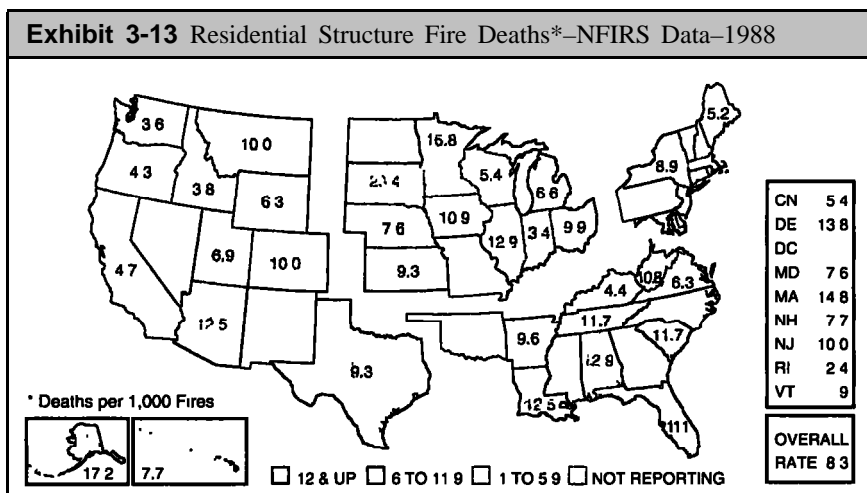 Exhibit 3-13 Residential Structure Fire Deaths*–NFIRS Data–1988
5.2
3 6
10 0
15.8
8.9
4 3
3 8
5.4
6 6
6 3
7 6
10 9
12 9
3 4
9 9
6.9
10 0
9.3
4 7
4.4
10 8
6.3
12 5
11.7
9.6
11.7
12 9
9.3
12 5
11 1
* Deaths per 1,000 Fires
17 2
7.7
12 & UP
6 TO 11 9
1 TO 5 9
NOT REPORTING
CN 5 4
DE 13 8
DC
MD 7 6
MA 14 8
NH 7 7
NJ 10 0
RI 2 4
VT 9
OVERALL
RATE 8 3